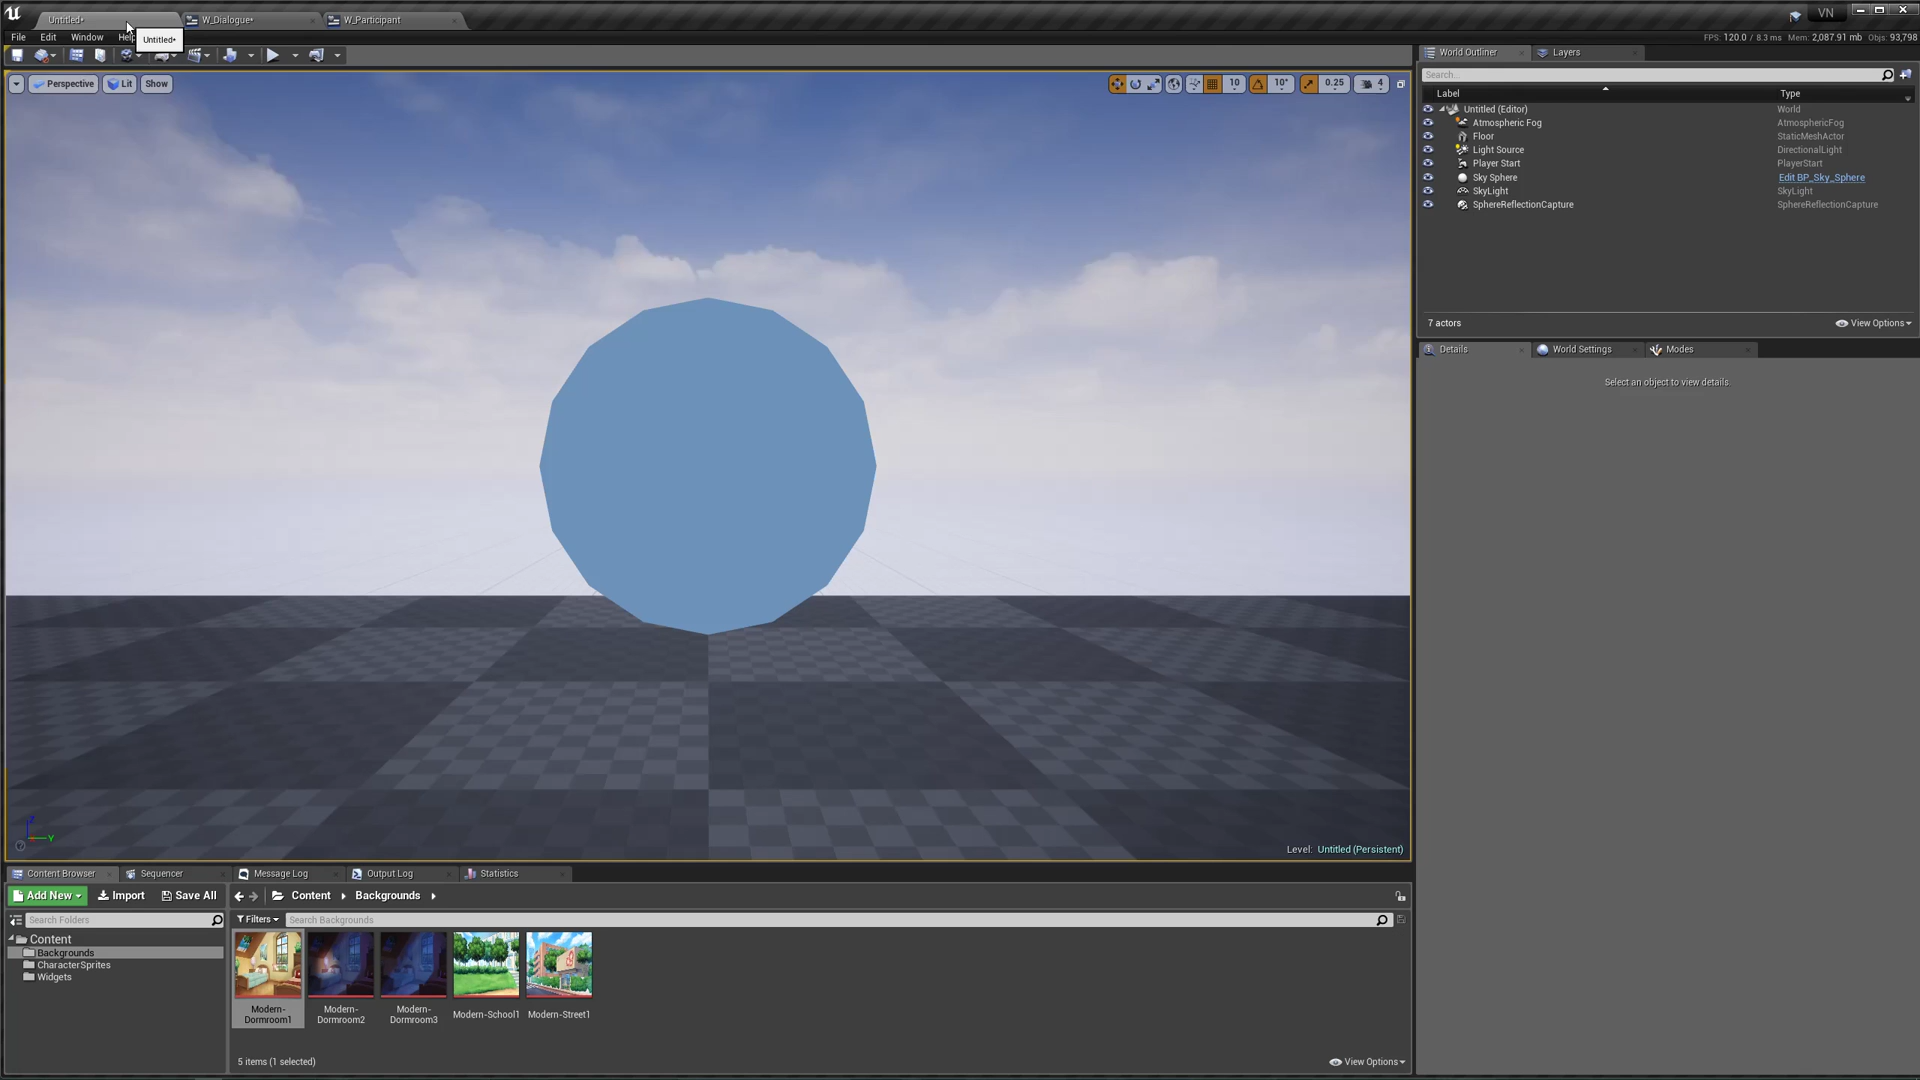 Untitled*
W_Dialogue*
W_Participant
VN
File
Edit
Window
Help
Untitled*
FPS: 120.0 / 8.3 ms Mem: 2,087.91 mb Objs: 93,798
Perspective
Lit
Show
10
10°
0.25
4
World Outliner
Layers
Search...
Label
Type
Untitled (Editor)
World
Atmospheric Fog
AtmosphericFog
Floor
StaticMeshActor
Light Source
DirectionalLight
Player Start
PlayerStart
Sky Sphere
Edit BP_Sky_Sphere
SkyLight
SkyLight
SphereReflectionCapture
SphereReflectionCapture
7 actors
View Options
Details
World Settings
Modes
Select an object to view details.
Z
Y
Level: Untitled (Persistent)
Content Browser
Sequencer
Message Log
Output Log
Statistics
Add New
Import
Save All
Content
Backgrounds
Search Folders
Filters
Search Backgrounds
Content
Backgrounds
CharacterSprites
Widgets
Modern-
Dormroom1
Modern-
Dormroom2
Modern-
Dormroom3
Modern-School1
Modern-Street1
5 items (1 selected)
View Options